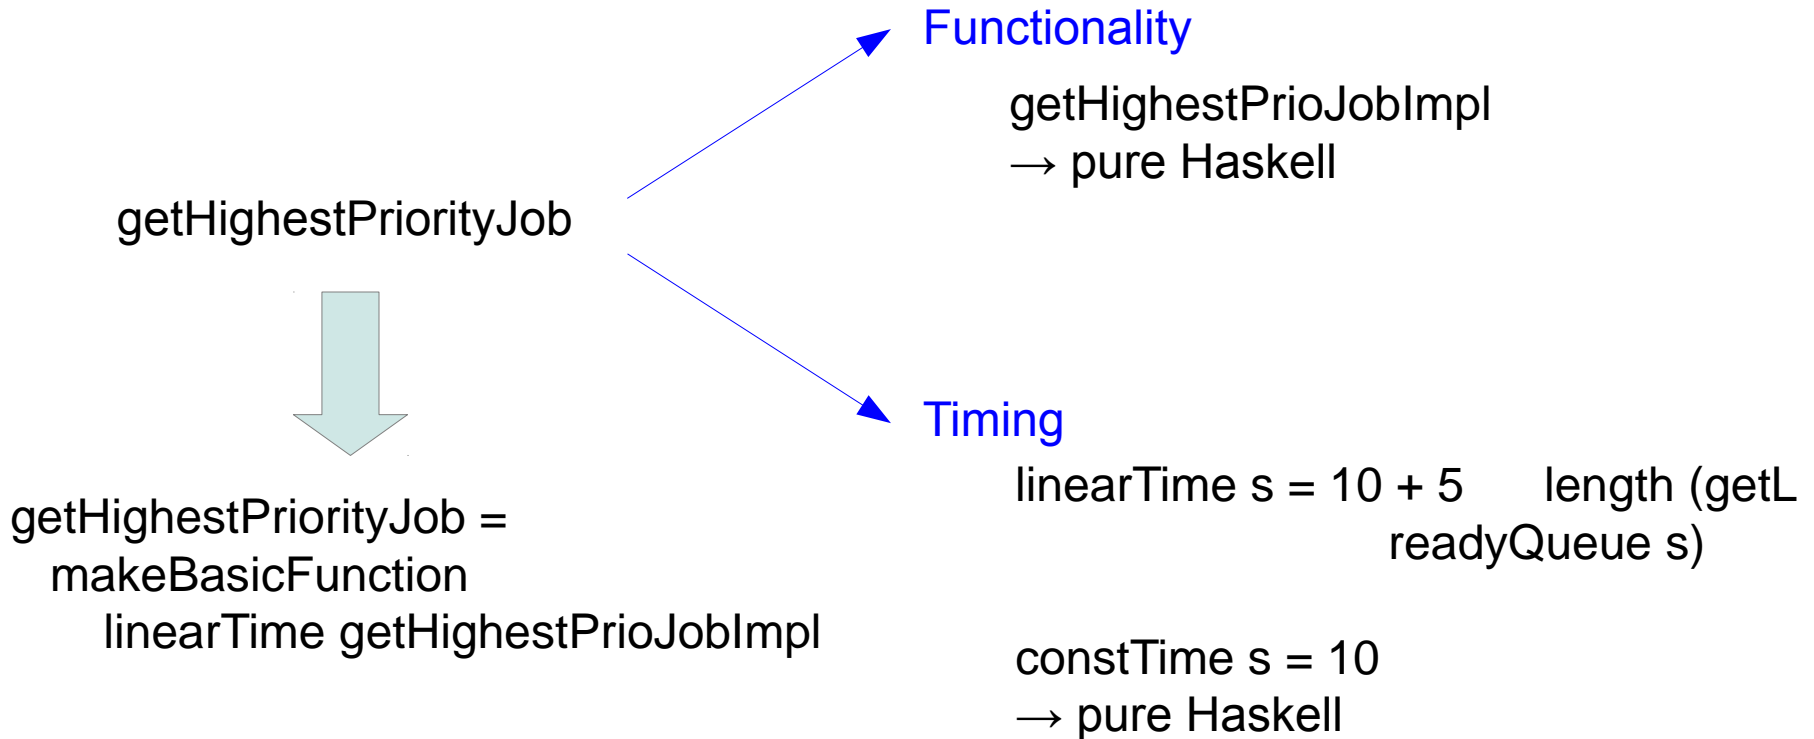 Functionality
getHighestPrioJobImpl
→ pure Haskell
getHighestPriorityJob
Timing
linearTime s = 10 + 5 length (getL
readyQueue s)
getHighestPriorityJob =
makeBasicFunction
linearTime getHighestPrioJobImpl
constTime s = 10
→ pure Haskell